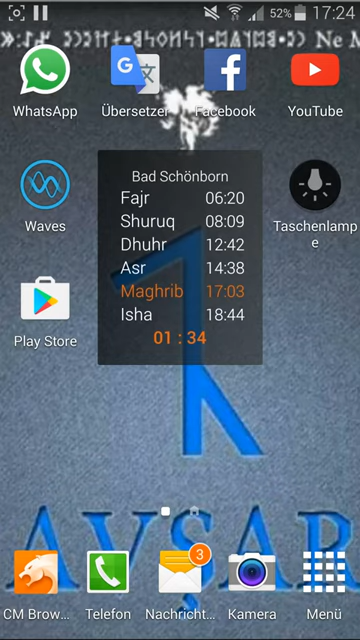 52% 17:24
Ne M
WhatsApp Übersetzer Facebook YouTube
Bad Schönborn
Fajr 06:20
Shuruq 08:09
Dhuhr 12:42
Asr 14:38
Maghrib 17:03
Isha 18:44
01 : 34
Waves
Taschenlampe
Play Store
AVŞAR
3
CM Brow... Telefon Nachricht... Kamera Menü